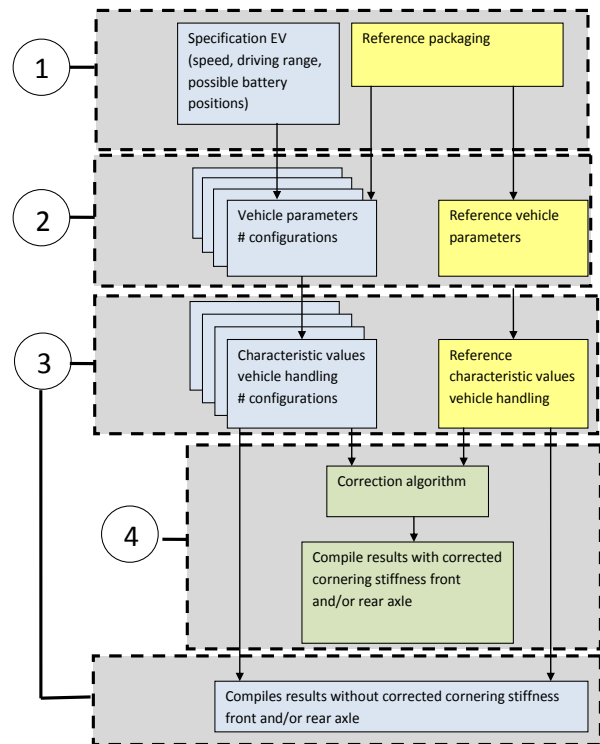 1
Specification EV
(speed, driving range,
possible battery
positions)
Reference packaging
2
Vehicle parameters
# configurations
Reference vehicle
parameters
3
Characteristic values
vehicle handling
# configurations
Reference
characteristic values
vehicle handling
4
Correction algorithm
Compile results with corrected
cornering stiffness front
and/or rear axle
Compiles results without corrected cornering stiffness
front and/or rear axle